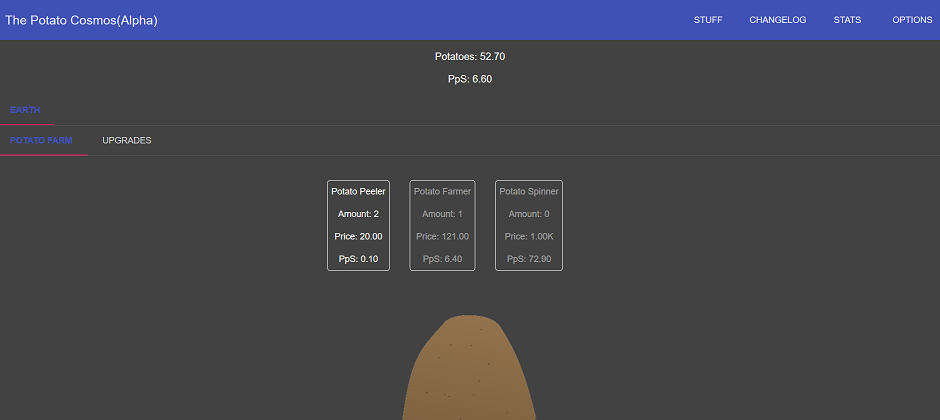 The Potato Cosmos(Alpha) STUFF CHANGELOG STATS OPTIONS
Potatoes: 52.70
PpS: 6.60
EARTH
POTATO FARM UPGRADES
Potato Peeler
Amount: 2
Price: 20.00
PpS: 0.10
Potato Farmer
Amount: 1
Price: 121.00
PpS: 6.40
Potato Spinner
Amount: 0
Price: 1.00K
PpS: 72.90